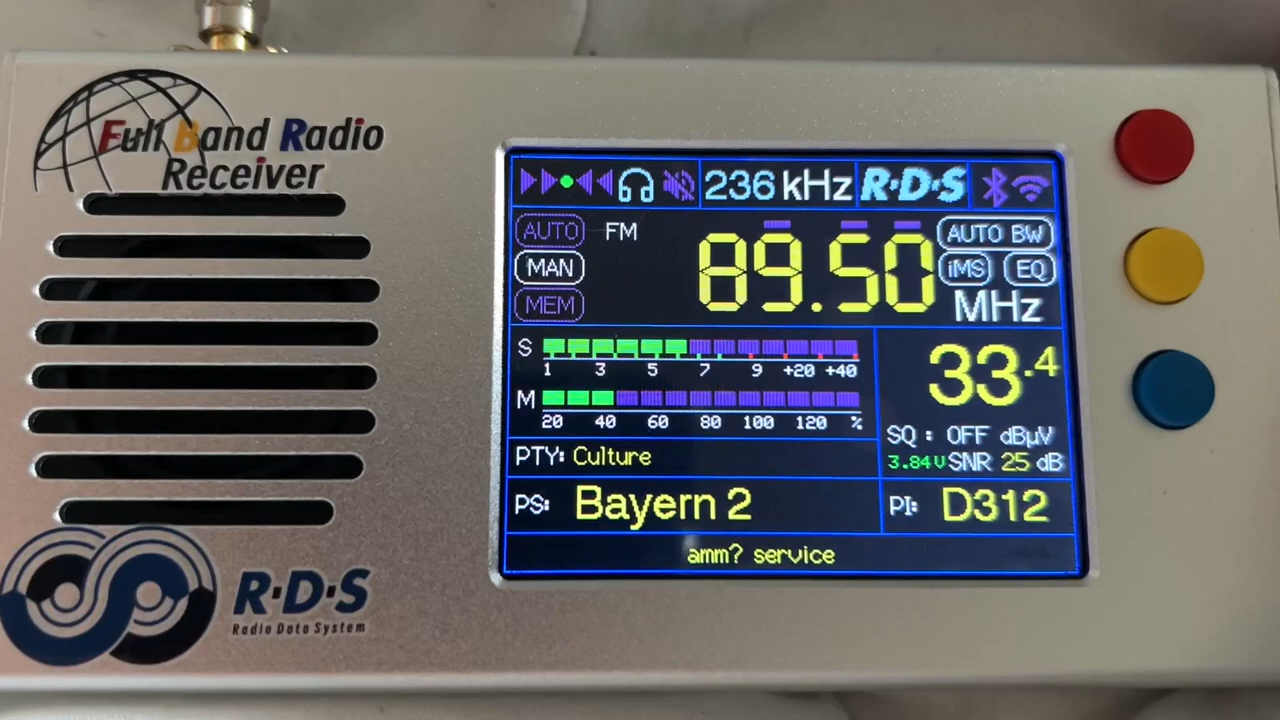 Full Band Radio
Receiver
236 kHz R·D·S
AUTO FM 89.50 AUTO BW
MAN iMS EQ
MEM MHz
S 1 3 5 7 9 +20 +40
33.4
M 20 40 60 80 100 120 %
SQ : OFF dBµV
PTY: Culture
3.84V SNR 25 dB
PS: Bayern 2 PI: D312
amm? service
R·D·S
Radio Data System